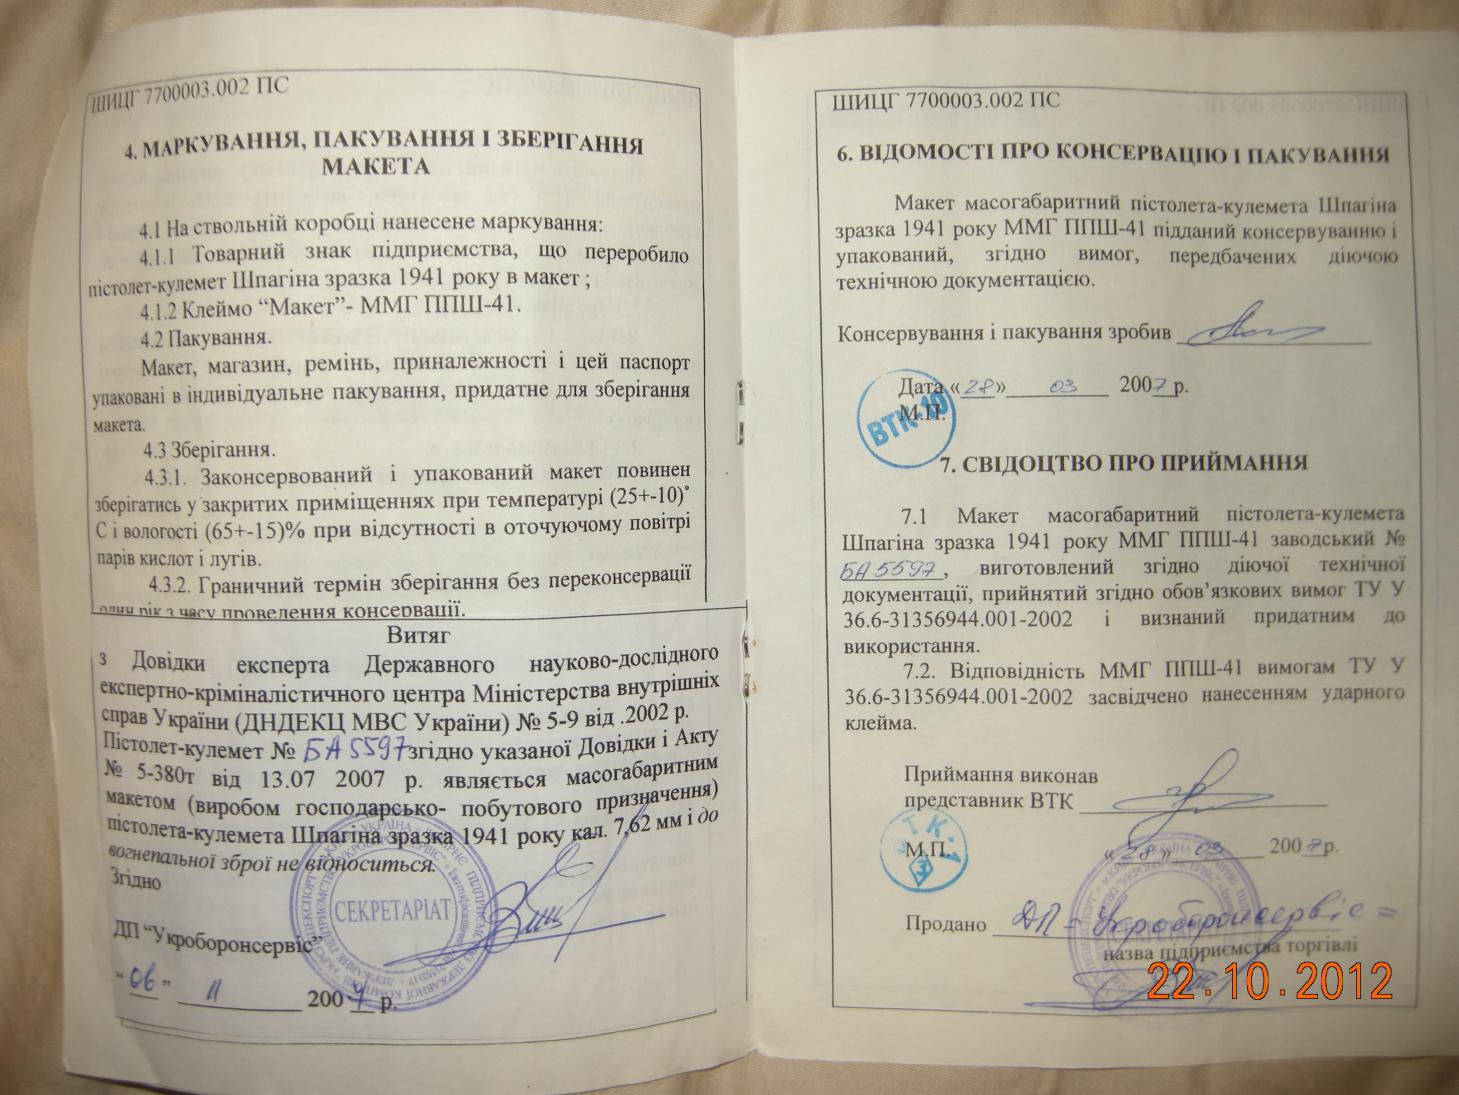 ШИЦГ 7700003.002 ПС
4. МАРКУВАННЯ, ПАКУВАННЯ І ЗБЕРІГАННЯ
МАКЕТА
4.1 На ствольній коробці нанесене маркування:
4.1.1 Товарний знак підприємства, що переробило
пістолет-кулемет Шпагіна зразка 1941 року в макет ;
4.1.2 Клеймо “Макет”- ММГ ППШ-41.
4.2 Пакування.
Макет, магазин, ремінь, приналежності і цей паспорт
упаковані в індивідуальне пакування, придатне для зберігання
макета.
4.3 Зберігання.
4.3.1. Законсервований і упакований макет повинен
зберігатись у закритих приміщеннях при температурі (25+-10)°
С і вологості (65+-15)% при відсутності в оточуючому повітрі
парів кислот і лугів.
4.3.2. Граничний термін зберігання без переконсервації
один рік з часу проведення консервації.
Витяг
з Довідки експерта Державного науково-дослідного
експертно-криміналістичного центра Міністерства внутрішніх
справ України (ДНДЕКЦ МВС України) № 5-9 від .2002 р.
Пістолет-кулемет № БА 5597 згідно указаної Довідки і Акту
№ 5-380т від 13.07 2007 р. являється масогабаритним
макетом (виробом господарсько- побутового призначення)
пістолета-кулемета Шпагіна зразка 1941 року кал. 7,62 мм і до
вогнепальної зброї не відноситься.
Згідно
СЕКРЕТАРІАТ
ДП “Укроборонсервіс”
“06” 11 2007 р.
ШИЦГ 7700003.002 ПС
6. ВІДОМОСТІ ПРО КОНСЕРВАЦІЮ І ПАКУВАННЯ
Макет масогабаритний пістолета-кулемета Шпагіна
зразка 1941 року ММГ ППШ-41 підданий консервуванню і
упакований, згідно вимог, передбачених діючою
технічною документацією.
Консервування і пакування зробив
Дата «28» 03 2007 р.
М.П.
ВТК 10
7. СВІДОЦТВО ПРО ПРИЙМАННЯ
7.1 Макет масогабаритний пістолета-кулемета
Шпагіна зразка 1941 року ММГ ППШ-41 заводський №
БА 5597, виготовлений згідно діючої технічної
документації, прийнятий згідно обов’язкових вимог ТУ У
36.6-31356944.001-2002 і визнаний придатним до
використання.
7.2. Відповідність ММГ ППШ-41 вимогам ТУ У
36.6-31356944.001-2002 засвідчено нанесенням ударного
клейма.
Приймання виконав
представник ВТК
М.П.
«28» 03 2007р.
Продано ДП - Укроборонсервіс =
назва підприємства торгівлі
22.10.2012